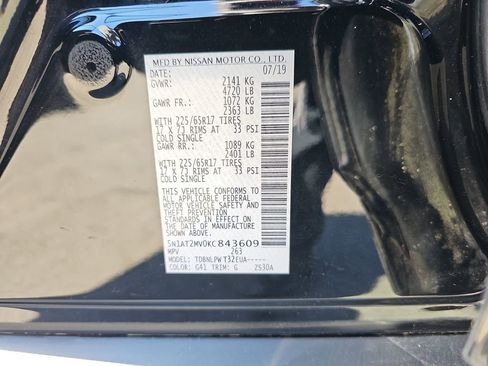 MFD BY NISSAN MOTOR CO., LTD.
DATE: 07/19
GVWR: 2141 KG
4720 LB
GAWR FR.: 1072 KG
2363 LB
WITH 225/65R17 TIRES
17 X 7J RIMS AT 33 PSI
COLD SINGLE
GAWR RR.: 1089 KG
2401 LB
WITH 225/65R17 TIRES
17 X 7J RIMS AT 33 PSI
COLD SINGLE
THIS VEHICLE CONFORMS TO
ALL APPLICABLE FEDERAL
MOTOR VEHICLE SAFETY AND
THEFT PREVENTION
STANDARDS IN EFFECT ON
THE DATE OF MANUFACTURE
SHOWN ABOVE
5N1AT2MV0KC843609
MPV 263
MODEL: TDBNLPW T32EUA-----
COLOR: G41 TRIM: G 2S30A